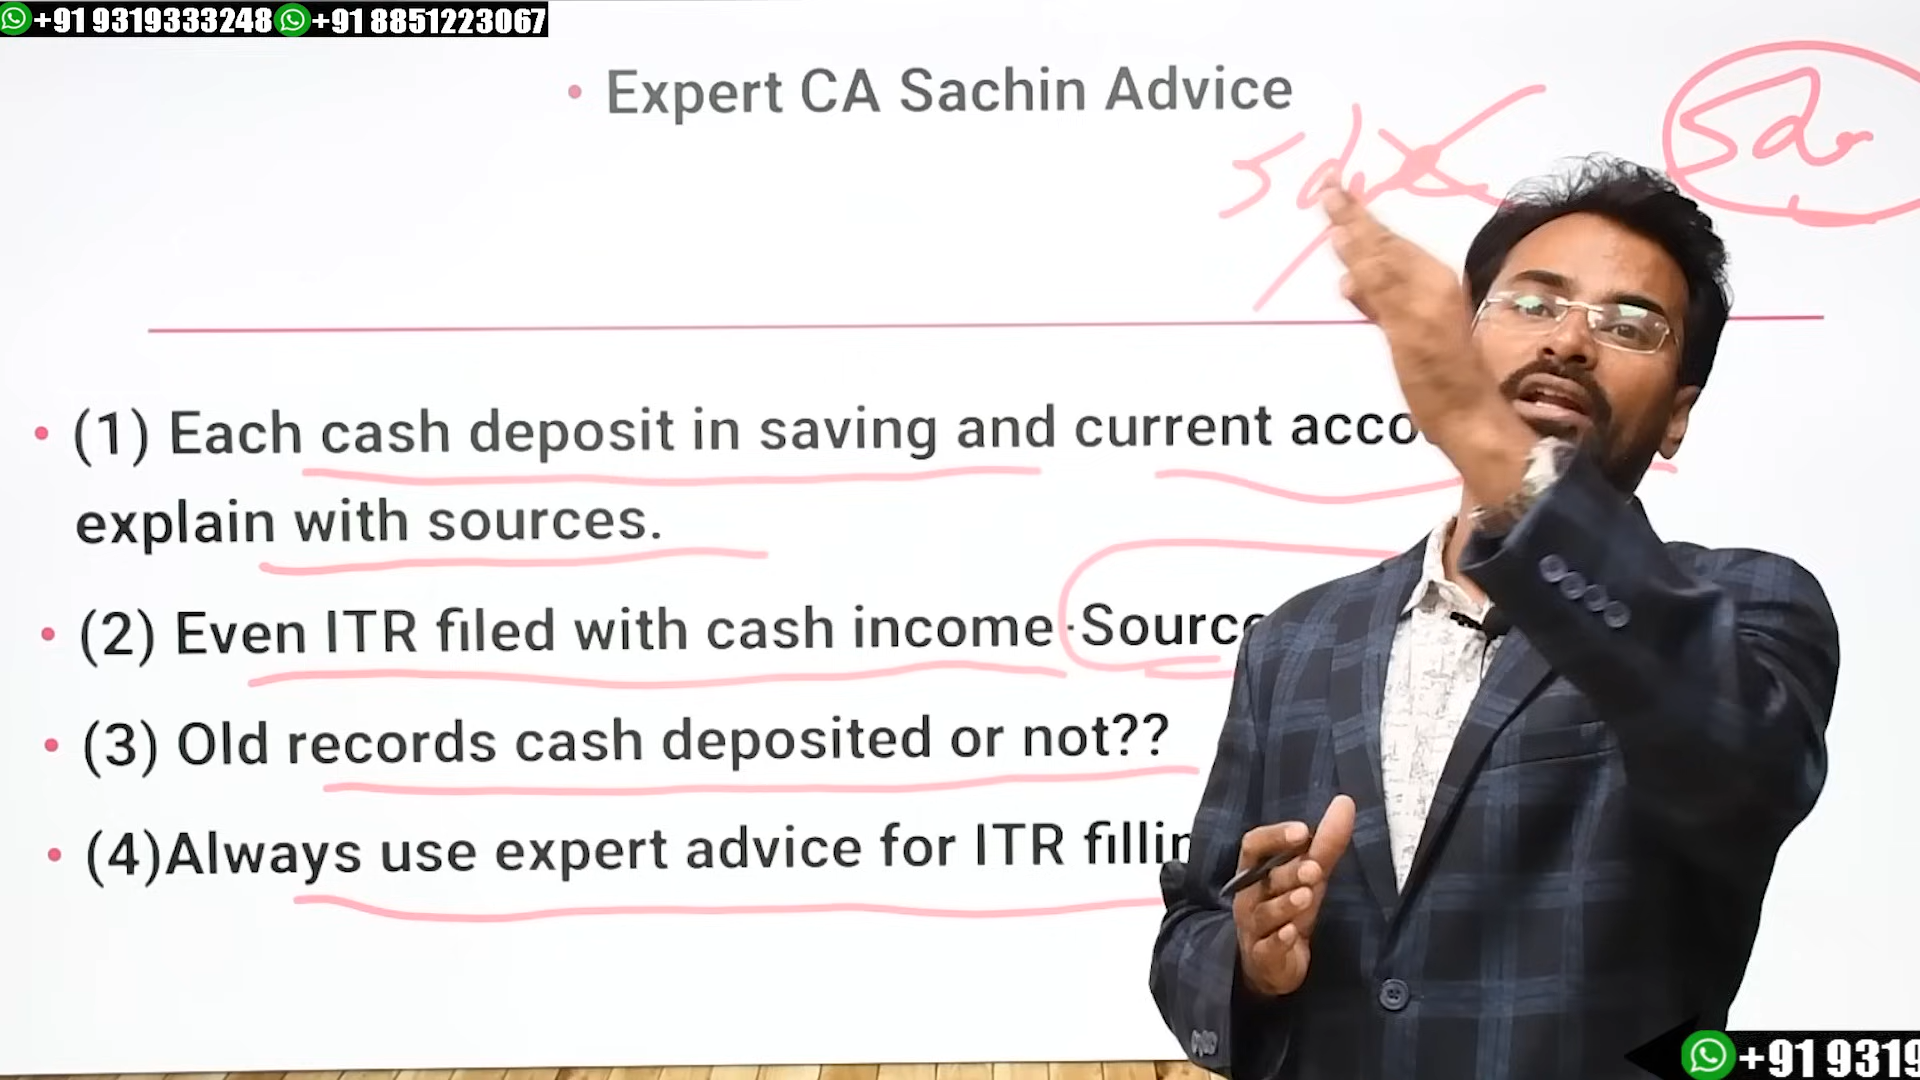 +91 9319333248 +91 8851223067
• Expert CA Sachin Advice
• (1) Each cash deposit in saving and current acco
explain with sources.
• (2) Even ITR filed with cash income·Source
• (3) Old records cash deposited or not??
• (4)Always use expert advice for ITR fillin
+91 9319